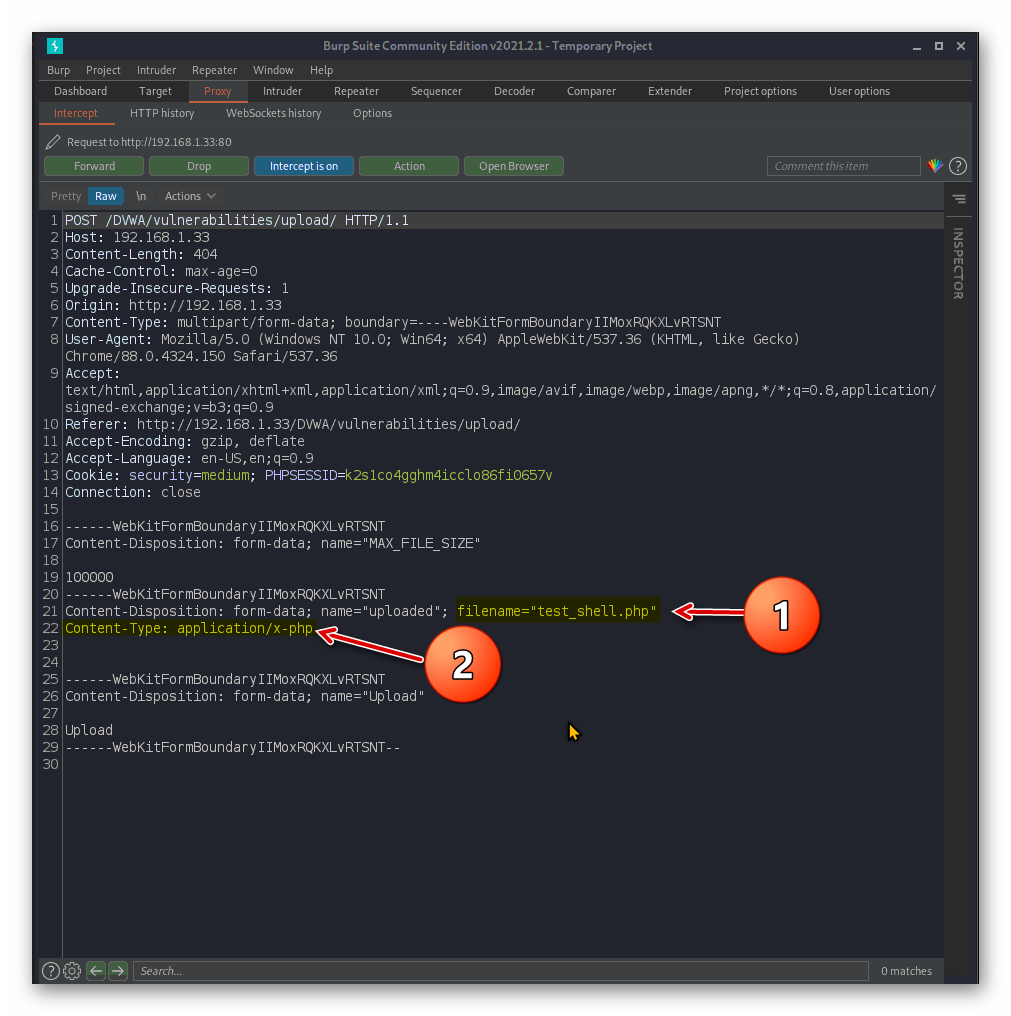 Burp Suite Community Edition v2021.2.1 - Temporary Project
Burp Project Intruder Repeater Window Help
Dashboard Target Proxy Intruder Repeater Sequencer Decoder Comparer Extender Project options User options
Intercept HTTP history WebSockets history Options
Request to http://192.168.1.33:80
Forward Drop Intercept is on Action Open Browser Comment this item ?
Pretty Raw \n Actions
INSPECTOR
1 POST /DVWA/vulnerabilities/upload/ HTTP/1.1
2 Host: 192.168.1.33
3 Content-Length: 404
4 Cache-Control: max-age=0
5 Upgrade-Insecure-Requests: 1
6 Origin: http://192.168.1.33
7 Content-Type: multipart/form-data; boundary=----WebKitFormBoundaryIIMoxRQKXLvRTSNT
8 User-Agent: Mozilla/5.0 (Windows NT 10.0; Win64; x64) AppleWebKit/537.36 (KHTML, like Gecko)
Chrome/88.0.4324.150 Safari/537.36
9 Accept:
text/html,application/xhtml+xml,application/xml;q=0.9,image/avif,image/webp,image/apng,*/*;q=0.8,application/
signed-exchange;v=b3;q=0.9
10 Referer: http://192.168.1.33/DVWA/vulnerabilities/upload/
11 Accept-Encoding: gzip, deflate
12 Accept-Language: en-US,en;q=0.9
13 Cookie: security=medium; PHPSESSID=k2s1co4gghm4icclo86fi0657v
14 Connection: close
15
16 ------WebKitFormBoundaryIIMoxRQKXLvRTSNT
17 Content-Disposition: form-data; name="MAX_FILE_SIZE"
18
19 100000
20 ------WebKitFormBoundaryIIMoxRQKXLvRTSNT
21 Content-Disposition: form-data; name="uploaded"; filename="test_shell.php" 1
22 Content-Type: application/x-php
23 2
24
25 ------WebKitFormBoundaryIIMoxRQKXLvRTSNT
26 Content-Disposition: form-data; name="Upload"
27
28 Upload
29 ------WebKitFormBoundaryIIMoxRQKXLvRTSNT--
30
? Search... 0 matches